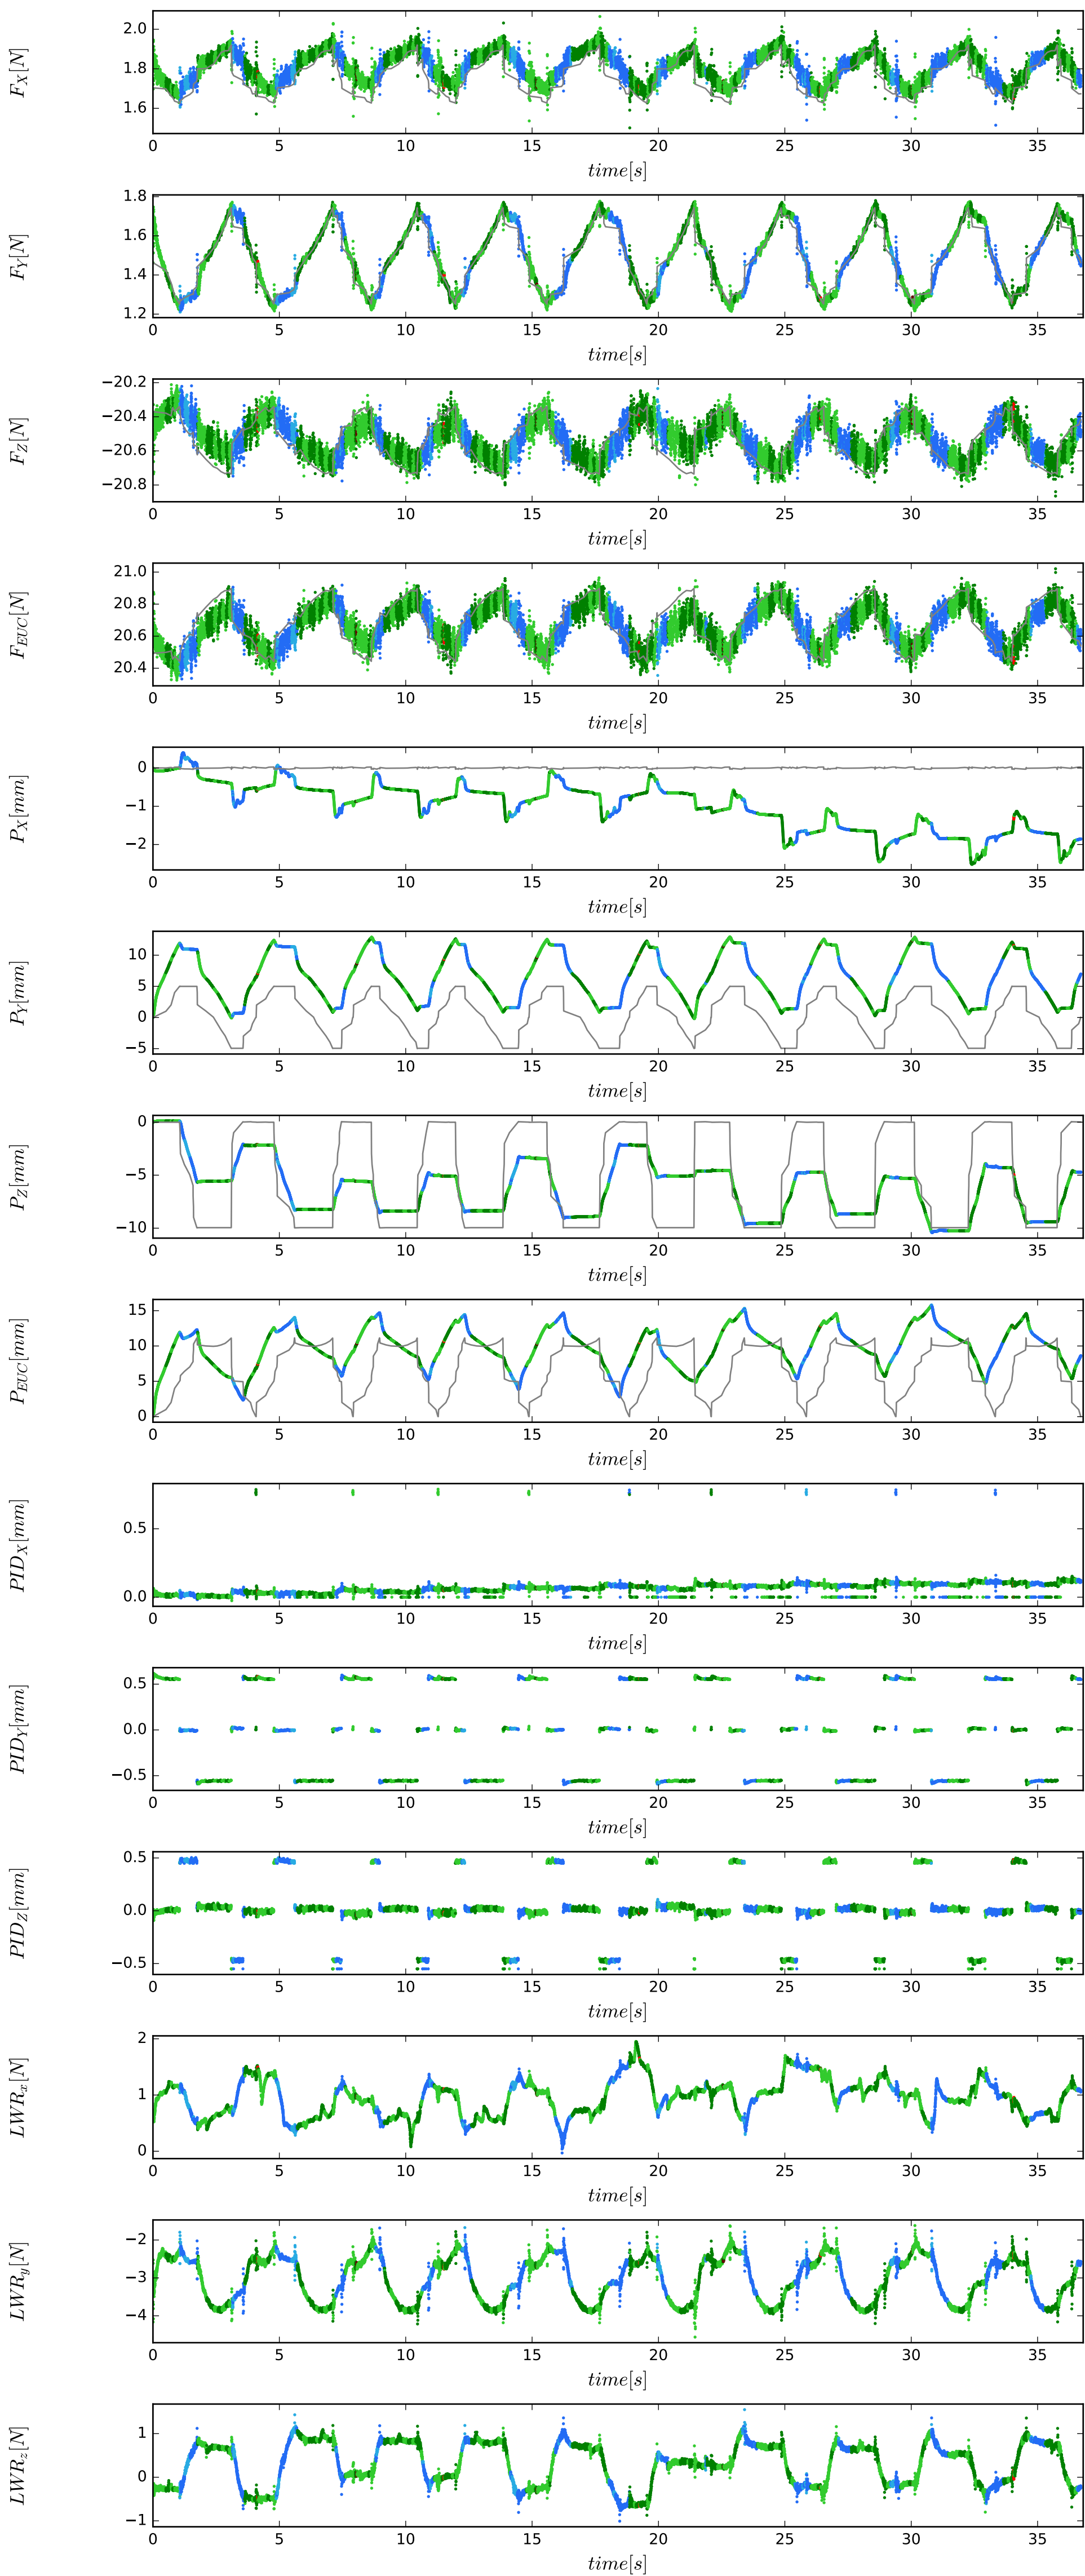 F_X[N]
2.0
1.8
1.6
0 5 10 15 20 25 30 35
time[s]
F_Y[N]
1.8
1.6
1.4
1.2
0 5 10 15 20 25 30 35
time[s]
F_Z[N]
−20.2
−20.4
−20.6
−20.8
0 5 10 15 20 25 30 35
time[s]
F_EUC[N]
21.0
20.8
20.6
20.4
0 5 10 15 20 25 30 35
time[s]
P_X[mm]
0
−1
−2
0 5 10 15 20 25 30 35
time[s]
P_Y[mm]
10
5
0
−5
0 5 10 15 20 25 30 35
time[s]
P_Z[mm]
0
−5
−10
0 5 10 15 20 25 30 35
time[s]
P_EUC[mm]
15
10
5
0
0 5 10 15 20 25 30 35
time[s]
PID_X[mm]
0.5
0.0
0 5 10 15 20 25 30 35
time[s]
PID_Y[mm]
0.5
0.0
−0.5
0 5 10 15 20 25 30 35
time[s]
PID_Z[mm]
0.5
0.0
−0.5
0 5 10 15 20 25 30 35
time[s]
LWR_x[N]
2
1
0
0 5 10 15 20 25 30 35
time[s]
LWR_y[N]
−2
−3
−4
0 5 10 15 20 25 30 35
time[s]
LWR_z[N]
1
0
−1
0 5 10 15 20 25 30 35
time[s]